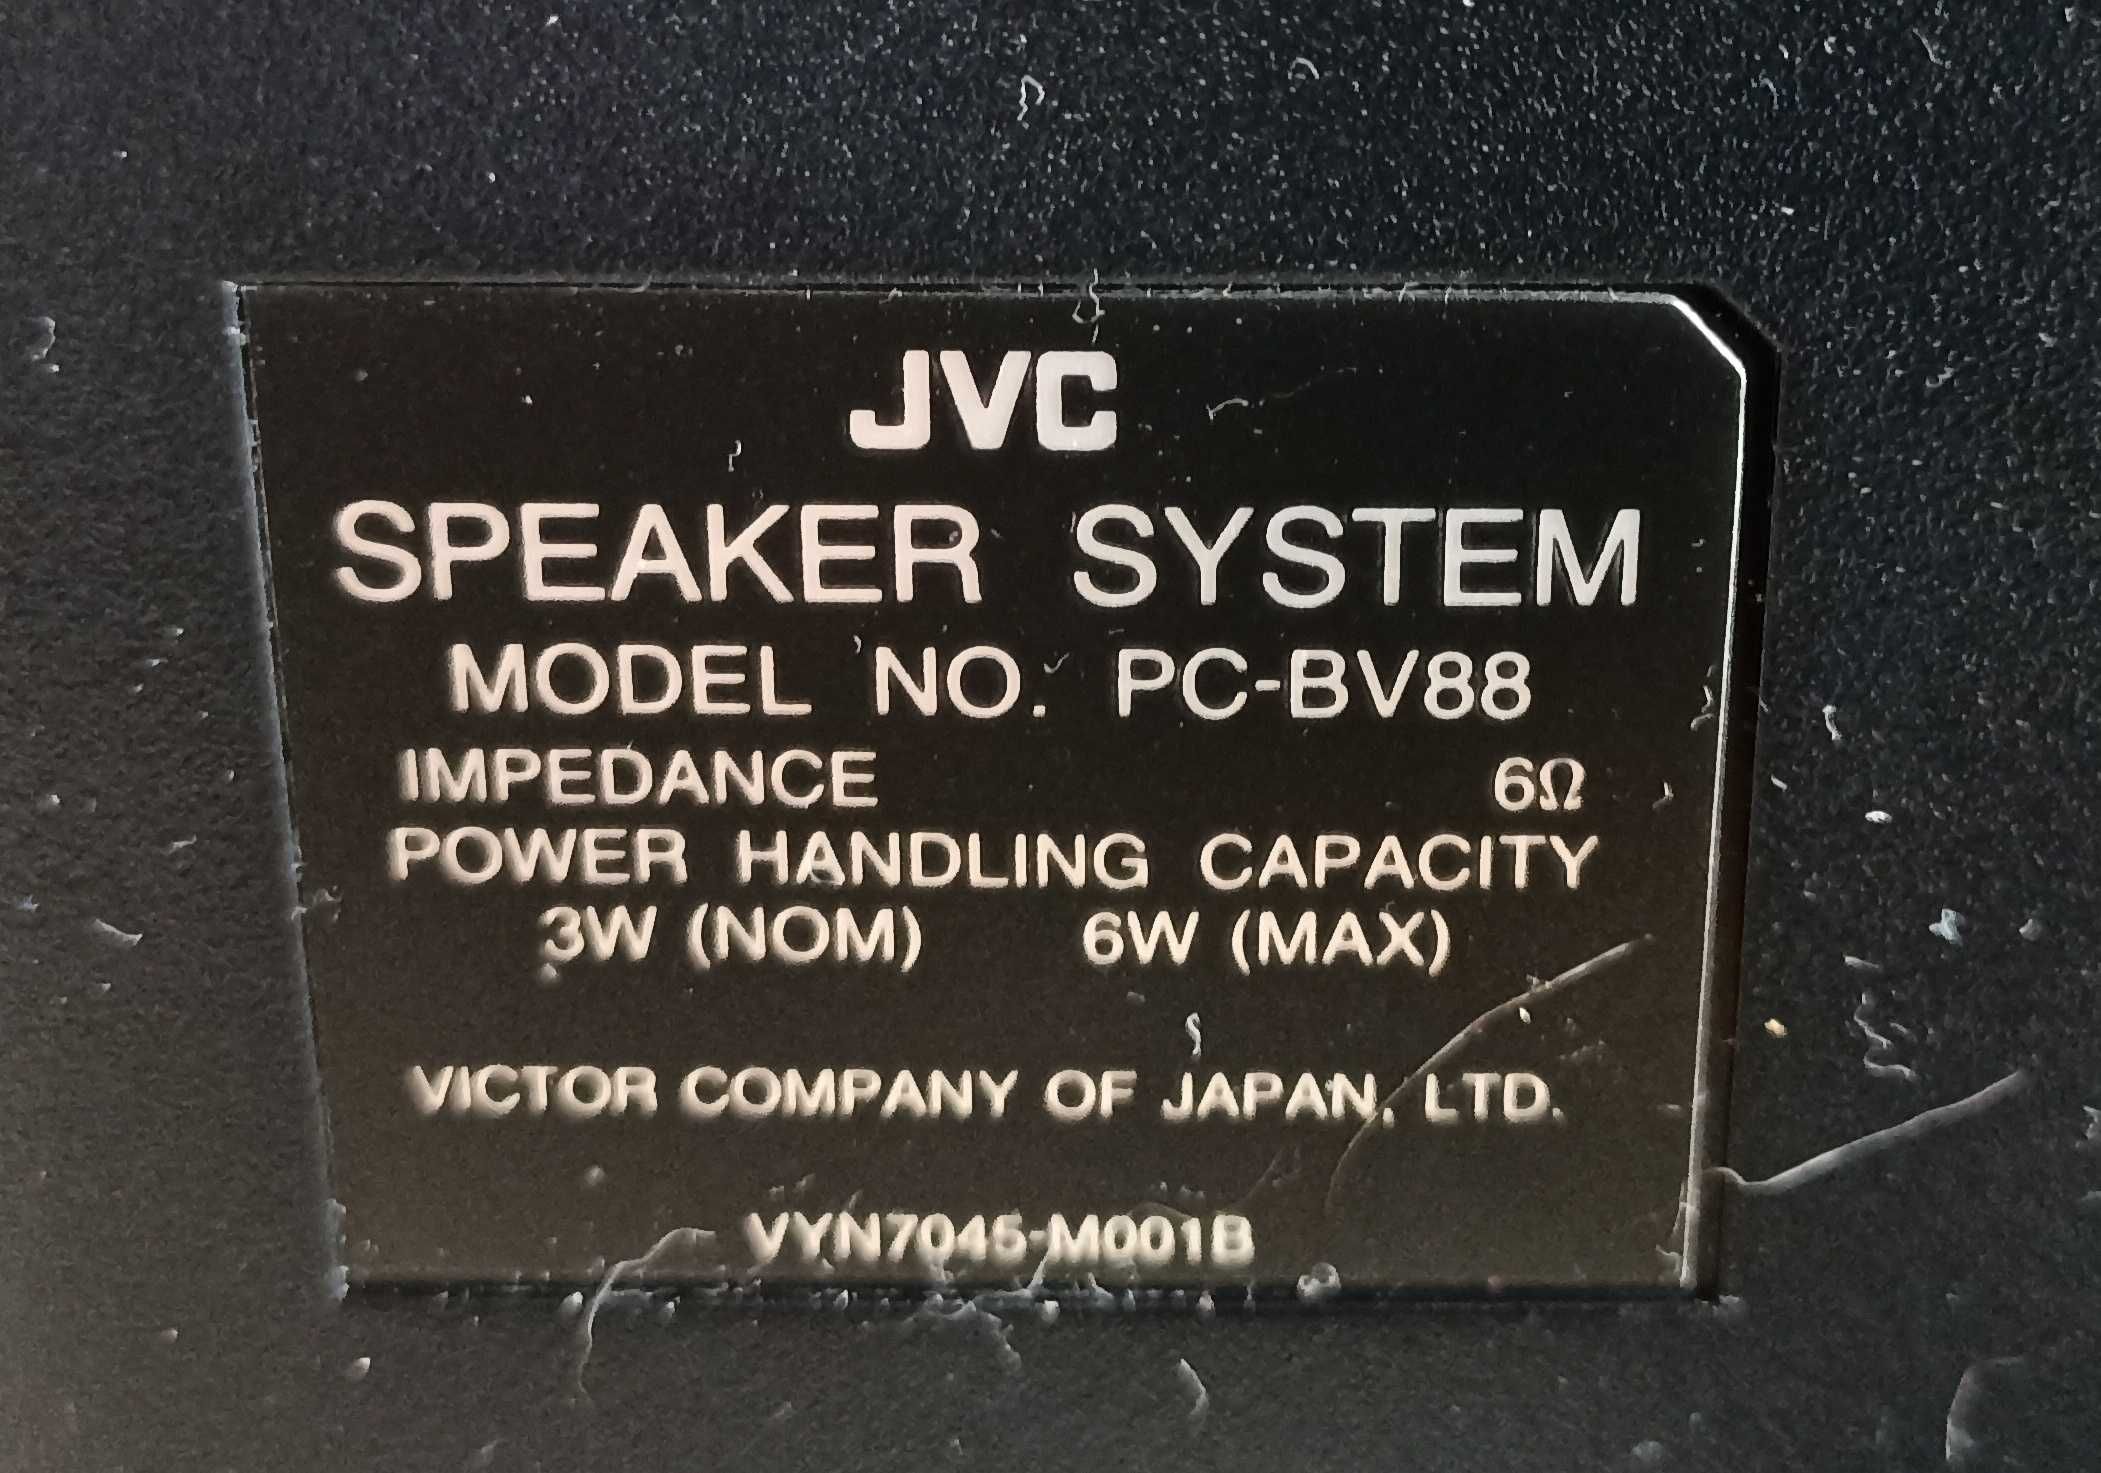 JVC
SPEAKER SYSTEM
MODEL NO. PC-BV88
IMPEDANCE 6Ω
POWER HANDLING CAPACITY
3W (NOM) 6W (MAX)
VICTOR COMPANY OF JAPAN, LTD.
VYN7045-M001B